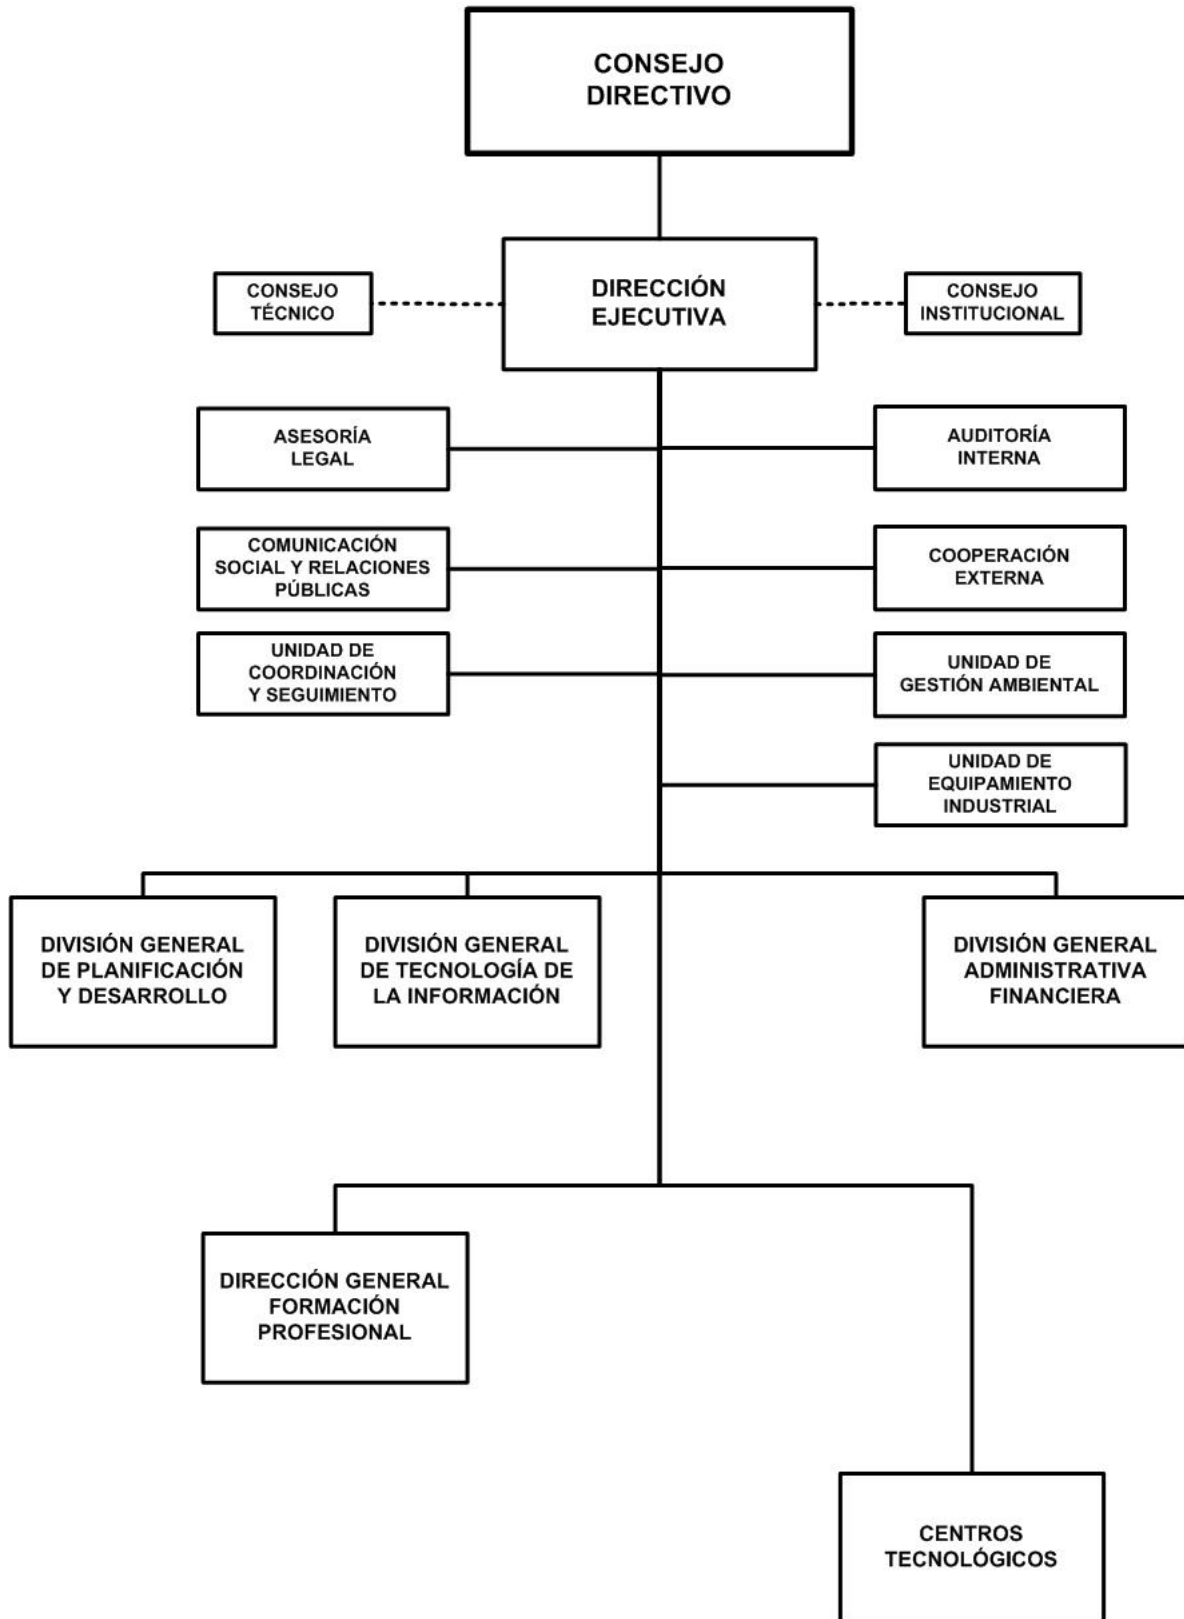 CONSEJO
DIRECTIVO
DIRECCIÓN
EJECUTIVA
CONSEJO
TÉCNICO
CONSEJO
INSTITUCIONAL
ASESORÍA
LEGAL
AUDITORÍA
INTERNA
COMUNICACIÓN
SOCIAL Y RELACIONES
PÚBLICAS
COOPERACIÓN
EXTERNA
UNIDAD DE
COORDINACIÓN
Y SEGUIMIENTO
UNIDAD DE
GESTIÓN AMBIENTAL
UNIDAD DE
EQUIPAMIENTO
INDUSTRIAL
DIVISIÓN GENERAL
DE PLANIFICACIÓN
Y DESARROLLO
DIVISIÓN GENERAL
DE TECNOLOGÍA DE
LA INFORMACIÓN
DIVISIÓN GENERAL
ADMINISTRATIVA
FINANCIERA
DIRECCIÓN GENERAL
FORMACIÓN
PROFESIONAL
CENTROS
TECNOLÓGICOS